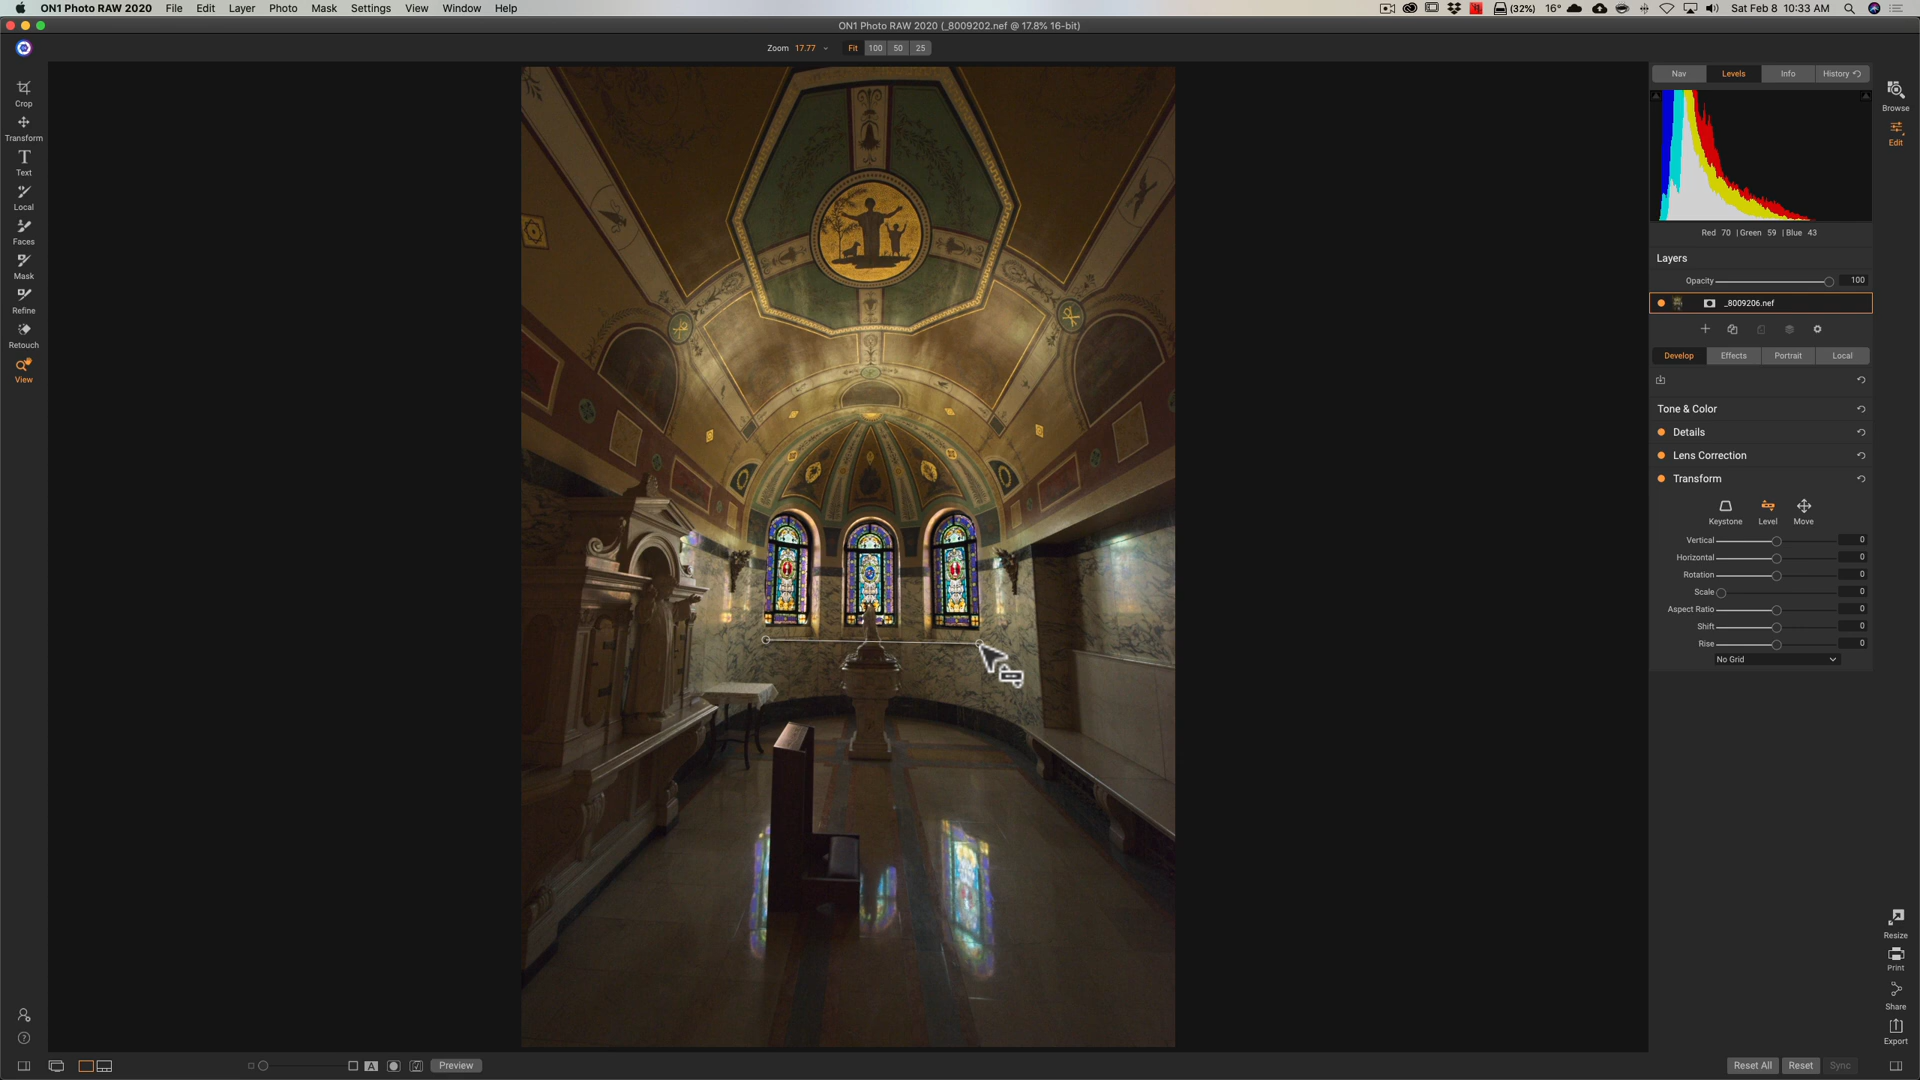 ON1 Photo RAW 2020 File Edit Layer Photo Mask Settings View Window Help (32%) 16° Sat Feb 8 10:33 AM
ON1 Photo RAW 2020 (_8009202.nef @ 17.8% 16-bit)
Zoom 17.77 Fit 100 50 25
Crop
Transform
Text
Local
Faces
Mask
Refine
Retouch
View
Nav Levels Info History
Red 70 | Green 59 | Blue 43
Layers
Opacity 100
_8009206.nef
Develop Effects Portrait Local
Tone & Color
Details
Lens Correction
Transform
Keystone Level Move
Vertical 0
Horizontal 0
Rotation 0
Scale 0
Aspect Ratio 0
Shift 0
Rise 0
No Grid
Browse
Edit
Resize
Print
Share
Export
A Preview
Reset All Reset Sync